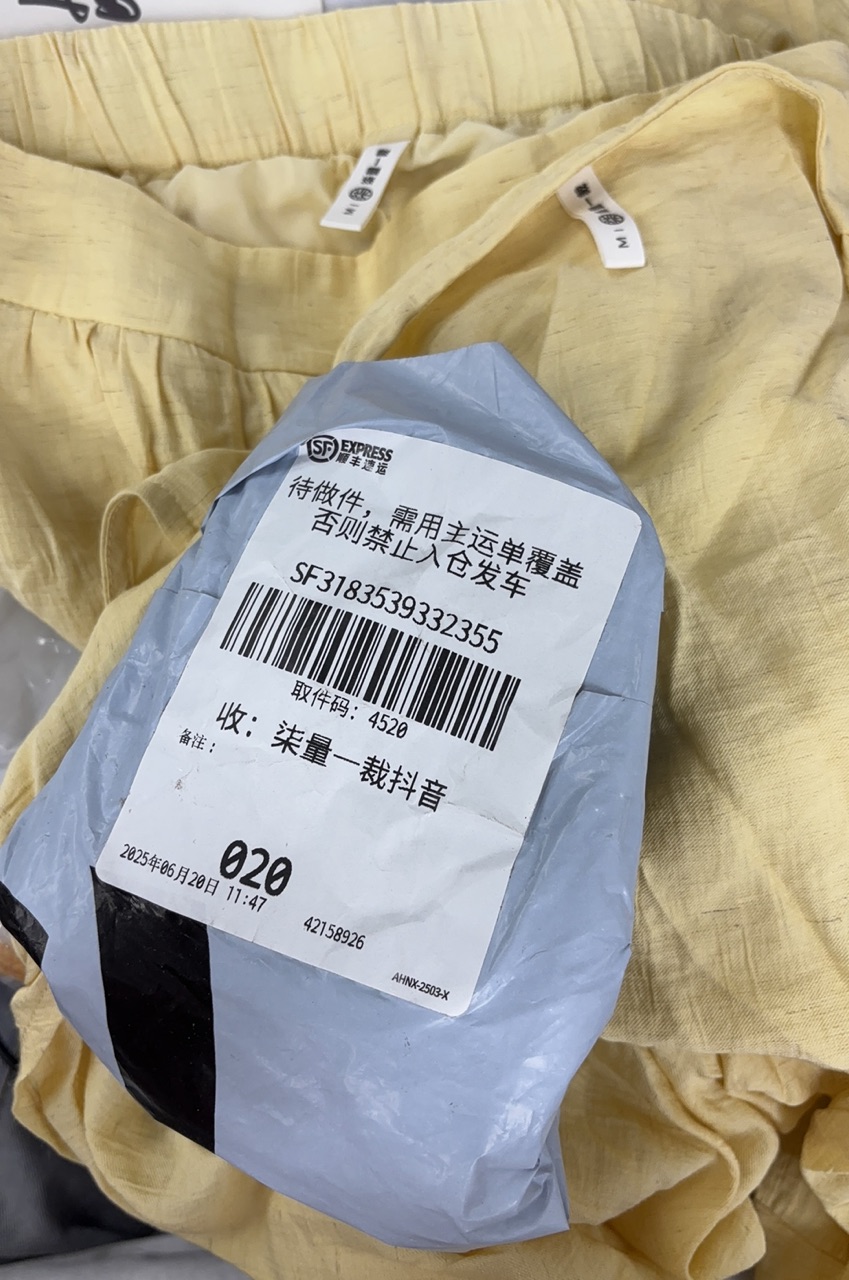 SF EXPRESS
顺丰速运
待做件，需用主运单覆盖
否则禁止入仓发车
SF3183539332355
取件码：4520
收：柒量一裁抖音
备注：
020
2025年06月20日 11:47
42158926
AHNX-2503-X